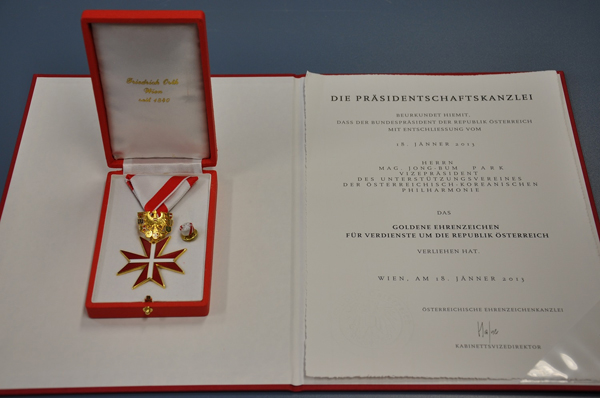 Friedrich Orth
Wien
seit 1880
DIE PRÄSIDENTSCHAFTSKANZLEI
BEURKUNDET HIEMIT,
DASS DER BUNDESPRÄSIDENT DER REPUBLIK ÖSTERREICH
MIT ENTSCHLIESSUNG VOM
18. JÄNNER 2013
HERRN
MAG. JONG-BUM PARK
VIZEPRÄSIDENT
DES UNTERSTÜTZUNGSVEREINES
DER ÖSTERREICHISCH-KOREANISCHEN
PHILHARMONIE
DAS
GOLDENE EHRENZEICHEN
FÜR VERDIENSTE UM DIE REPUBLIK ÖSTERREICH
VERLIEHEN HAT.
WIEN, AM 18. JÄNNER 2013
ÖSTERREICHISCHE EHRENZEICHENKANZLEI
KABINETTSVIZEDIREKTOR